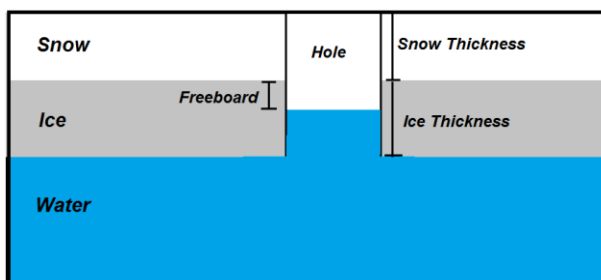 Snow
Hole
Snow Thickness
Freeboard
Ice
Ice Thickness
Water